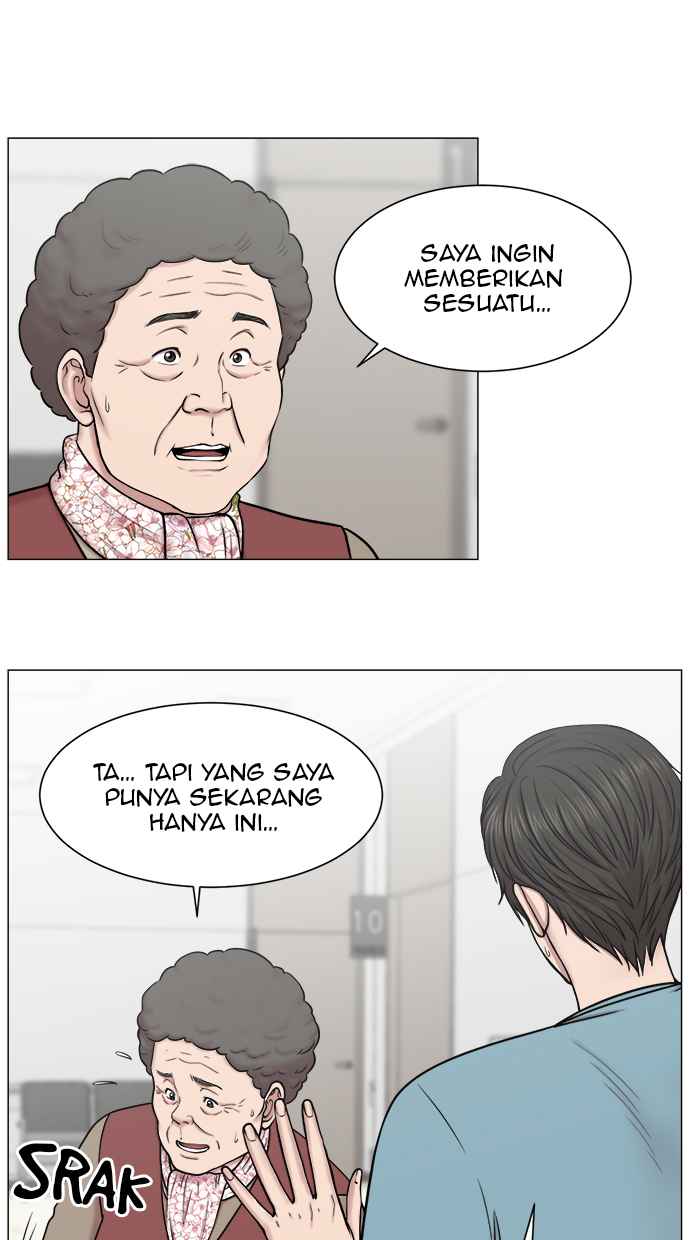 SAYA INGIN
MEMBERIKAN
SESUATU...
TA... TAPI YANG SAYA
PUNYA SEKARANG
HANYA INI...
10
SRAK